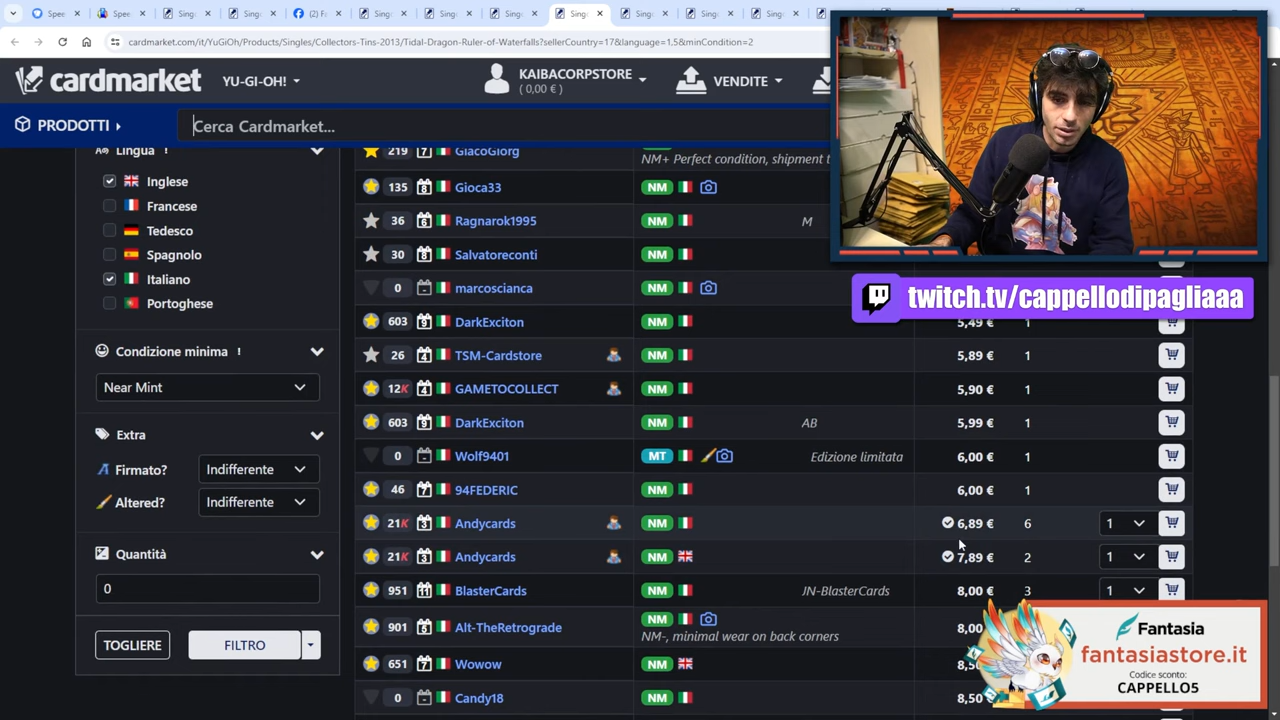 Spee
Sing
cardmarket.com/it/YuGiOh/Products/Singles/Collectors-Tins-2013/Tidal-Dragon-Ruler-of-Waterfalls?sellerCountry=17&language=1,5&minCondition=2
cardmarket YU-GI-OH! KAIBACORPSTORE VENDITE
( 0,00 € )
PRODOTTI Cerca Cardmarket...
Lingua !
Inglese
Francese
Tedesco
Spagnolo
Italiano
Portoghese
Condizione minima !
Near Mint
Extra
Firmato? Indifferente
Altered? Indifferente
Quantità
0
TOGLIERE FILTRO
219 7 GiacoGiorg NM+ Perfect condition, shipment t
135 8 Gioca33 NM
36 6 Ragnarok1995 NM M
30 8 Salvatoreconti NM
0 marcoscianca NM
603 9 DuelExciton NM 5,49 € 1
26 4 TSM-Cardstore NM 5,89 € 1
12K 4 GAMETOCOLLECT NM 5,90 € 1
603 9 DuelExciton NM AB 5,99 € 1
0 Wolf9401 MT Edizione limitata 6,00 € 1
46 7 94FEDERIC NM 6,00 € 1
21K 3 Andycards NM 6,89 € 6 1
21K 3 Andycards NM 7,89 € 2 1
951 11 BlasterCards NM JN-BlasterCards 8,00 € 3 1
901 Alt-TheRetrograde NM 8,00
NM-, minimal wear on back corners
651 7 Wowow NM 8,50
0 Gioly18 NM 8,50
twitch.tv/cappellodipagliaaa
Fantasia
fantasiastore.it
Codice sconto:
CAPPELLO5